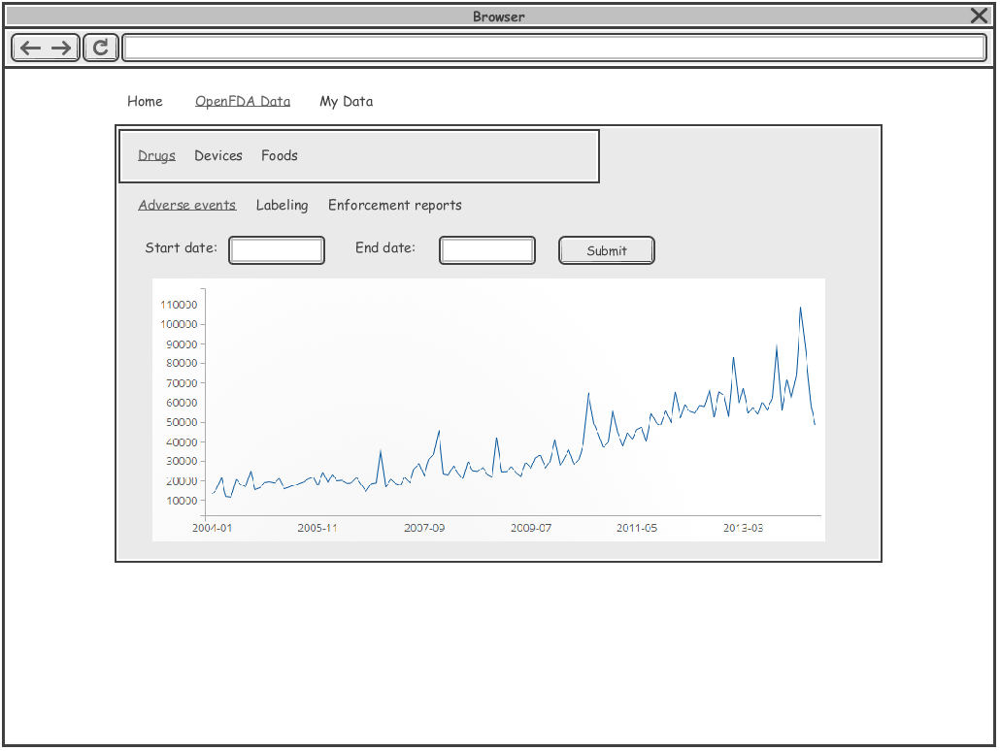 Browser
Home OpenFDA Data My Data
Drugs Devices Foods
Adverse events Labeling Enforcement reports
Start date: End date: Submit
110000
100000
90000
80000
70000
60000
50000
40000
30000
20000
10000
2004-01 2005-11 2007-09 2009-07 2011-05 2013-03